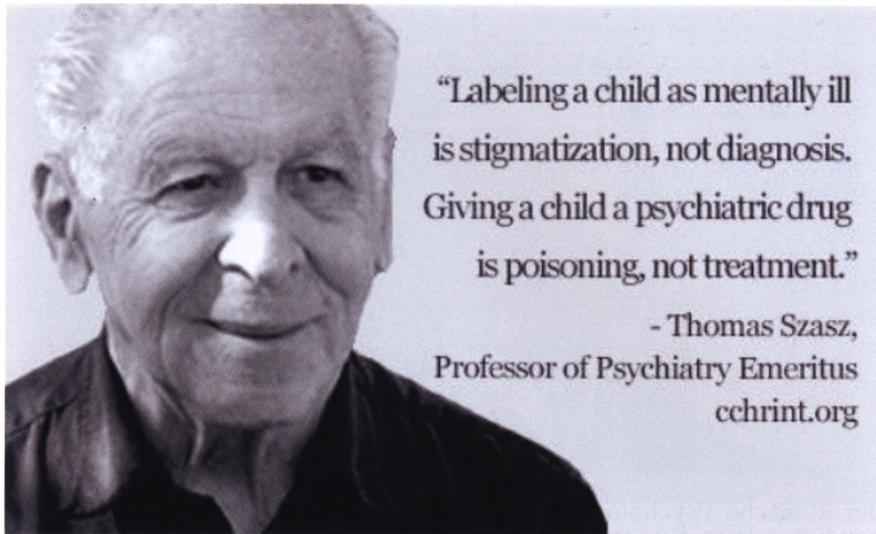 “Labeling a child as mentally ill
is stigmatization, not diagnosis.
Giving a child a psychiatric drug
is poisoning, not treatment.”
- Thomas Szasz,
Professor of Psychiatry Emeritus
cchrint.org